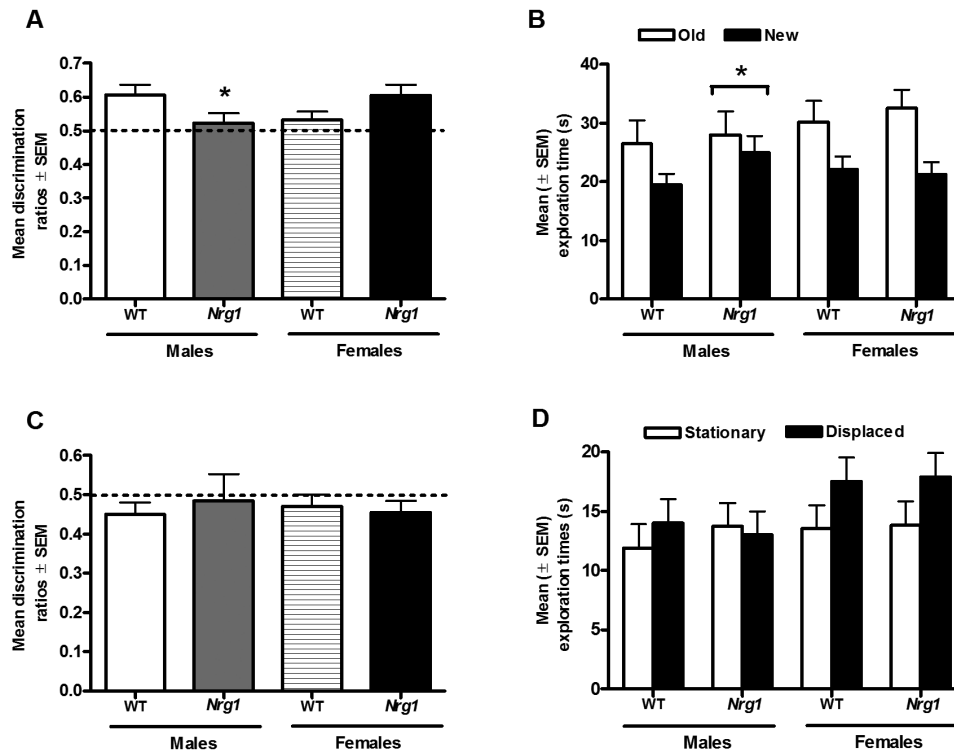 A
Mean discrimination
ratios ± SEM
0.7
0.6
0.5
0.4
0.3
0.2
0.1
0.0
*
WT
Nrg1
WT
Nrg1
Males
Females
B
Old
New
Mean (± SEM)
exploration time (s)
40
30
20
10
0
*
WT
Nrg1
WT
Nrg1
Males
Females
C
Mean discrimination
ratios ± SEM
0.6
0.5
0.4
0.3
0.2
0.1
0.0
WT
Nrg1
WT
Nrg1
Males
Females
D
Stationary
Displaced
Mean (± SEM)
exploration times (s)
20
15
10
5
0
WT
Nrg1
WT
Nrg1
Males
Females